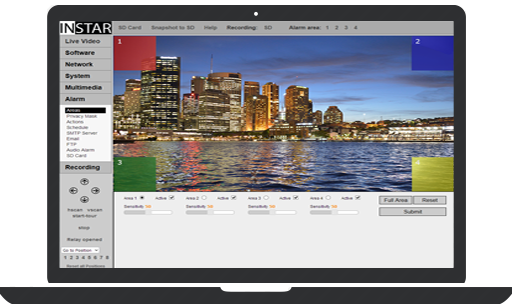 INSTAR
SD Card Snapshot to SD Help Recording: SD Alarm area: 1 2 3 4
Live Video
Software
Network
System
Multimedia
Alarm
Areas
Privacy Mask
Actions
Schedule
SMTP Server
Email
FTP
Audio Alarm
SD Card
Recording
hscan vscan
start-tour
stop
Relay opened
Go to Position
1 2 3 4 5 6 7 8
Reset all Positions
1
2
3
4
Area 1 Active Area 2 Active Area 3 Active Area 4 Active
Sensitivity 50 Sensitivity 50 Sensitivity 50 Sensitivity 50
Full Area Reset
Submit